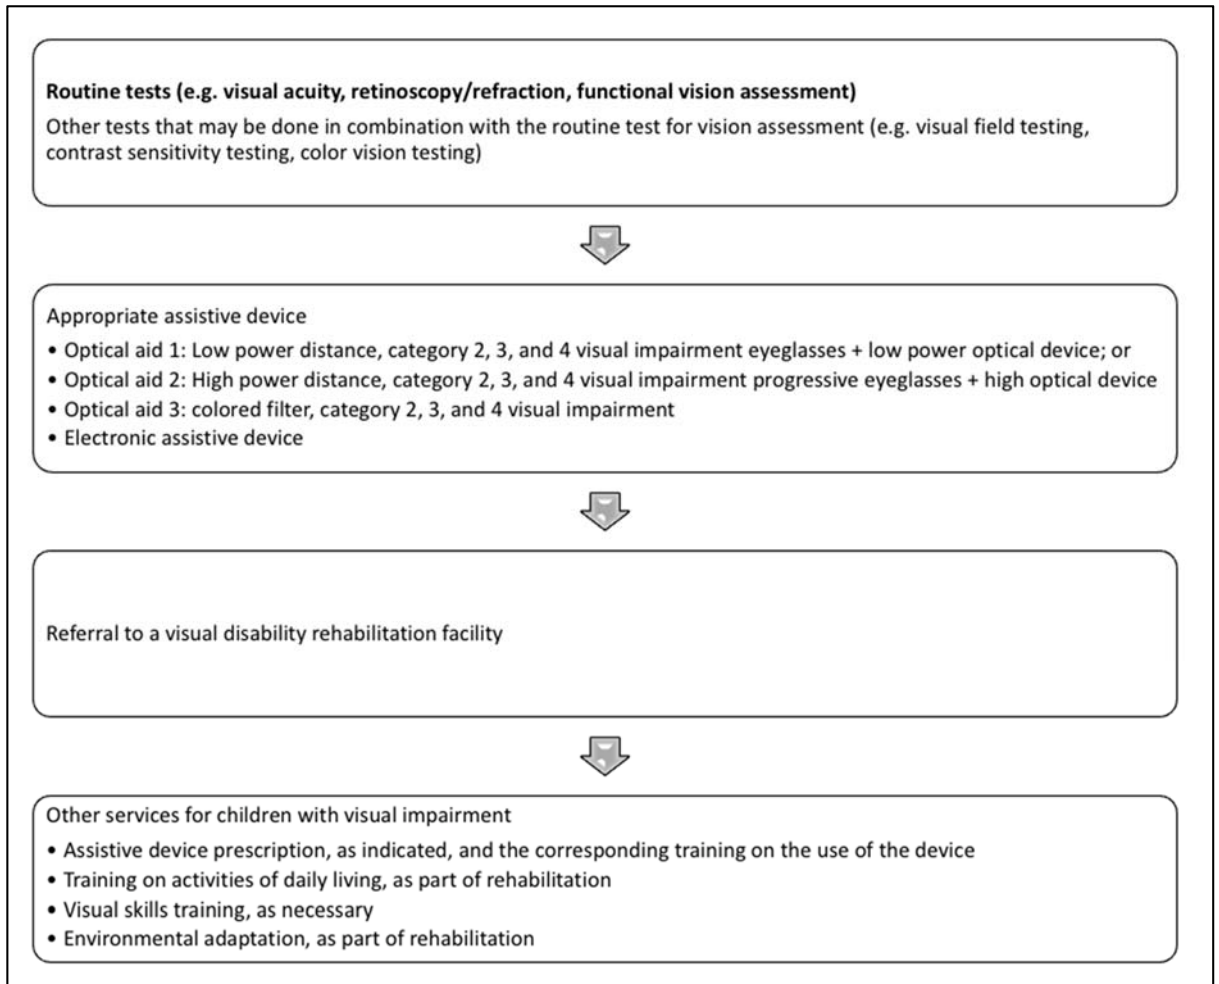 Routine tests (e.g. visual acuity, retinoscopy/refraction, functional vision assessment)
Other tests that may be done in combination with the routine test for vision assessment (e.g. visual field testing,
contrast sensitivity testing, color vision testing)
Appropriate assistive device
• Optical aid 1: Low power distance, category 2, 3, and 4 visual impairment eyeglasses + low power optical device; or
• Optical aid 2: High power distance, category 2, 3, and 4 visual impairment progressive eyeglasses + high optical device
• Optical aid 3: colored filter, category 2, 3, and 4 visual impairment
• Electronic assistive device
Referral to a visual disability rehabilitation facility
Other services for children with visual impairment
• Assistive device prescription, as indicated, and the corresponding training on the use of the device
• Training on activities of daily living, as part of rehabilitation
• Visual skills training, as necessary
• Environmental adaptation, as part of rehabilitation